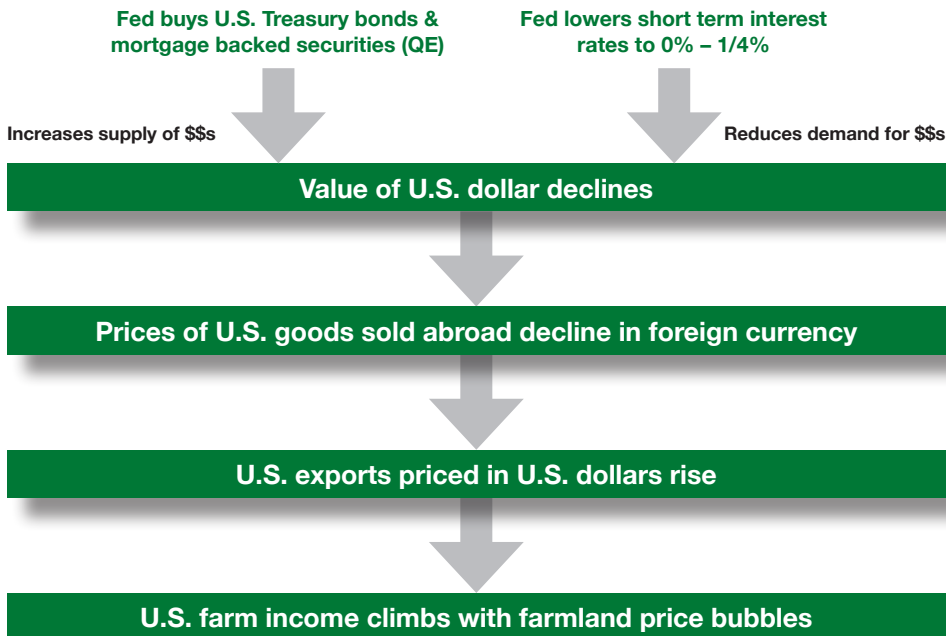 Fed buys U.S. Treasury bonds &
mortgage backed securities (QE)
Fed lowers short term interest
rates to 0% – 1/4%
Increases supply of $$s
Reduces demand for $$s
Value of U.S. dollar declines
Prices of U.S. goods sold abroad decline in foreign currency
U.S. exports priced in U.S. dollars rise
U.S. farm income climbs with farmland price bubbles